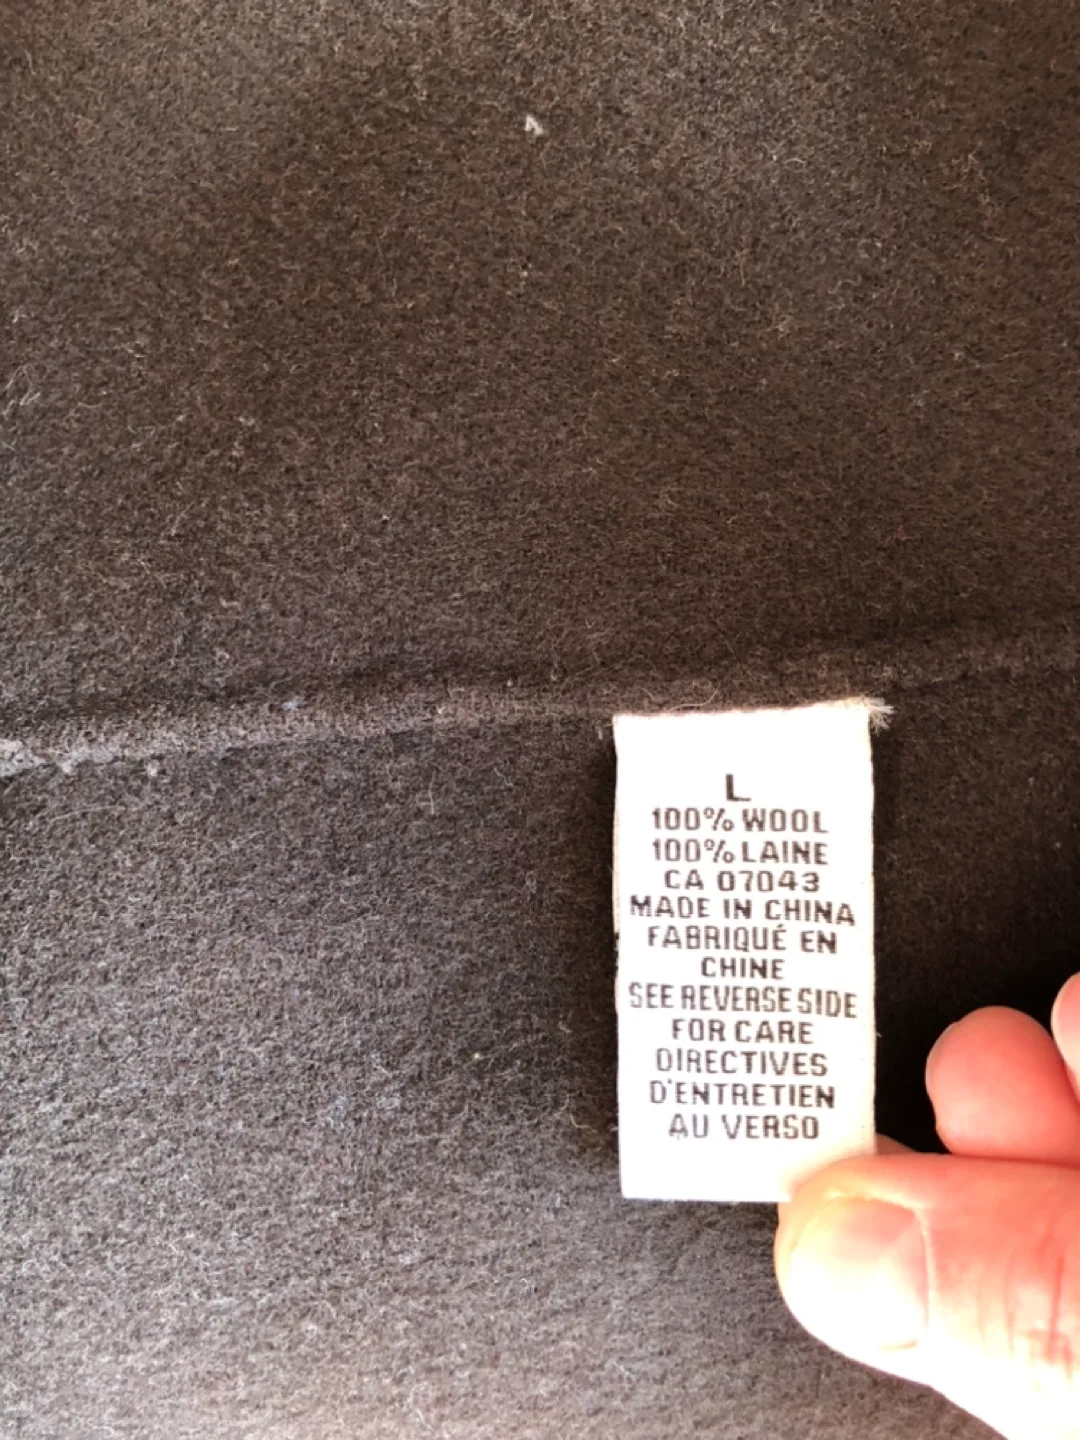 L
100% WOOL
100% LAINE
CA 07043
MADE IN CHINA
FABRIQUÉ EN
CHINE
SEE REVERSE SIDE
FOR CARE
DIRECTIVES
D'ENTRETIEN
AU VERSO